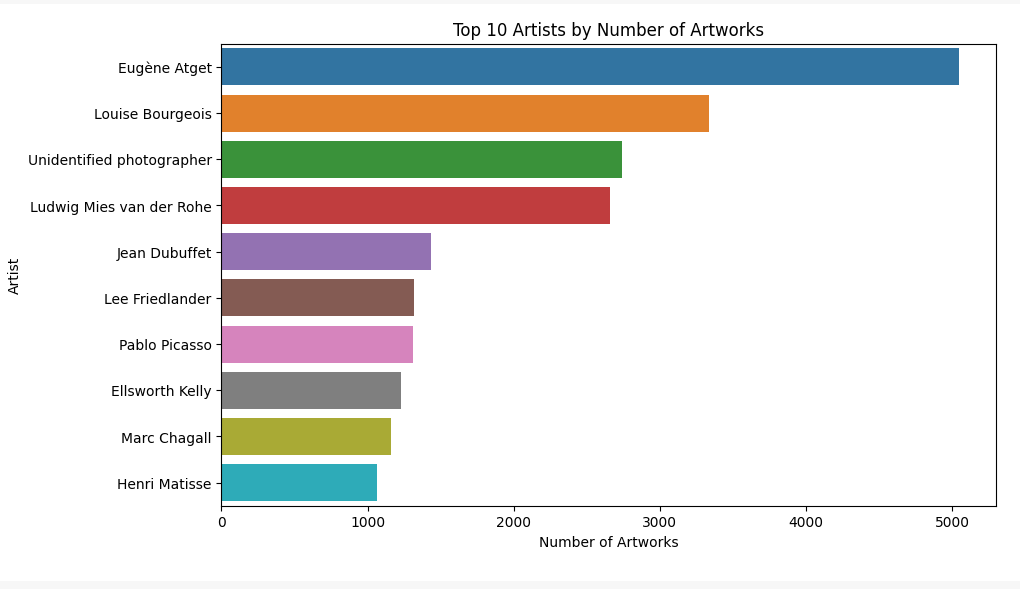 Top 10 Artists by Number of Artworks
Artist
Eugène Atget
Louise Bourgeois
Unidentified photographer
Ludwig Mies van der Rohe
Jean Dubuffet
Lee Friedlander
Pablo Picasso
Ellsworth Kelly
Marc Chagall
Henri Matisse
0 1000 2000 3000 4000 5000
Number of Artworks